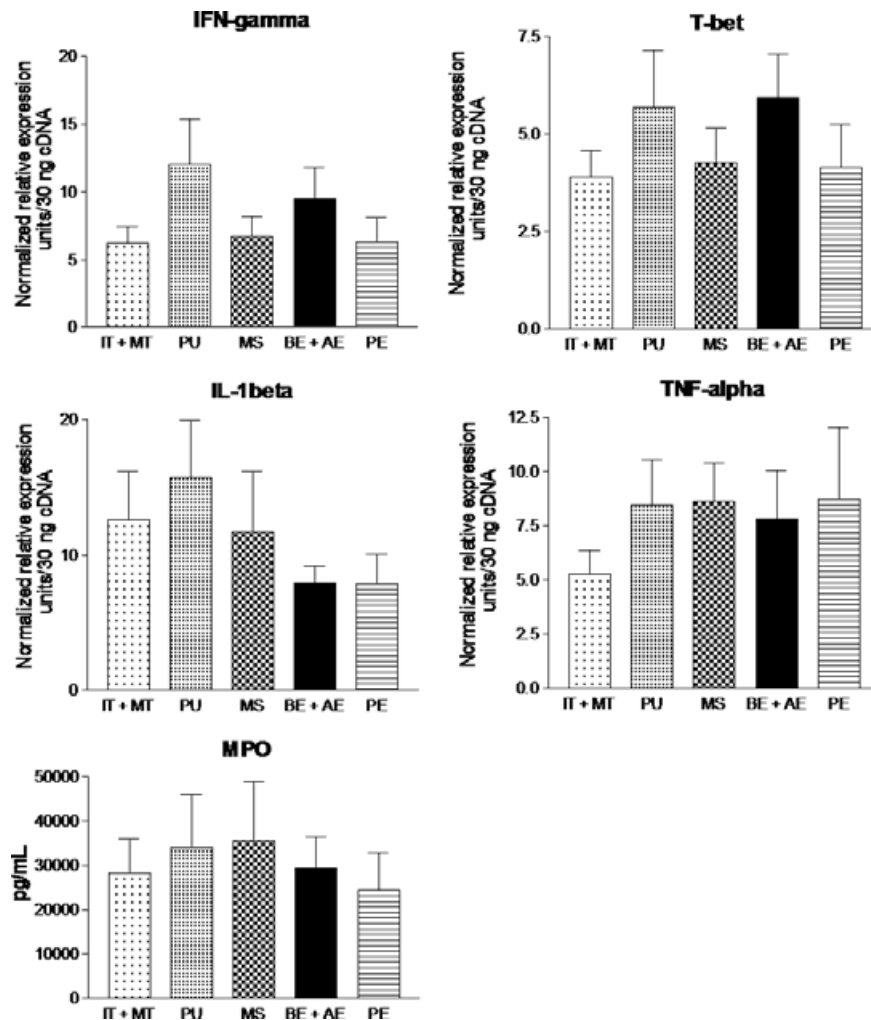 IFN-gamma
Normalized relative expression
units/30 ng cDNA
20
15
10
5
0
IT + MT PU MS BE + AE PE
T-bet
Normalized relative expression
units/30 ng cDNA
7.5
5.0
2.5
0.0
IT + MT PU MS BE + AE PE
IL-1beta
Normalized relative expression
units/30 ng cDNA
20
10
0
IT + MT PU MS BE + AE PE
TNF-alpha
Normalized relative expression
units/30 ng cDNA
12.5
10.0
7.5
5.0
2.5
0.0
IT + MT PU MS BE + AE PE
MPO
pg/mL
50000
40000
30000
20000
10000
0
IT + MT PU MS BE + AE PE